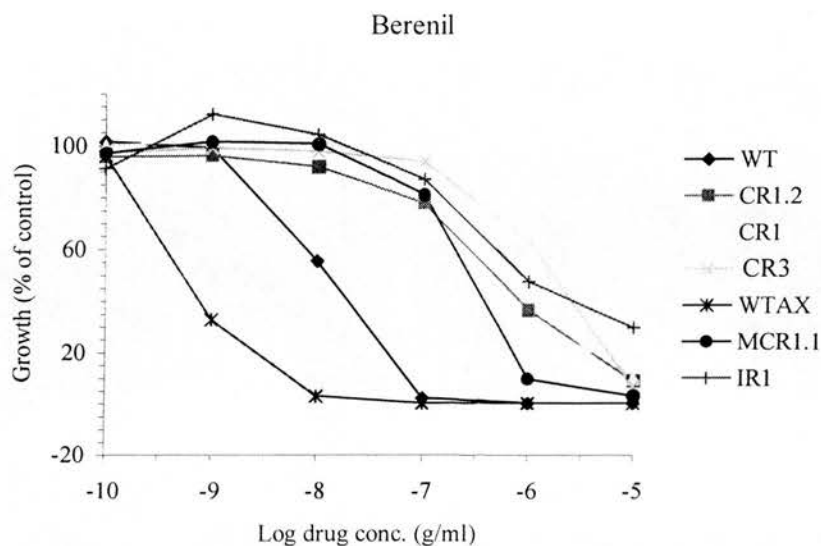 Berenil
Growth (% of control)
100
60
20
-20
-10 -9 -8 -7 -6 -5
Log drug conc. (g/ml)
WT
CR1.2
CR1
CR3
WTAX
MCR1.1
IR1